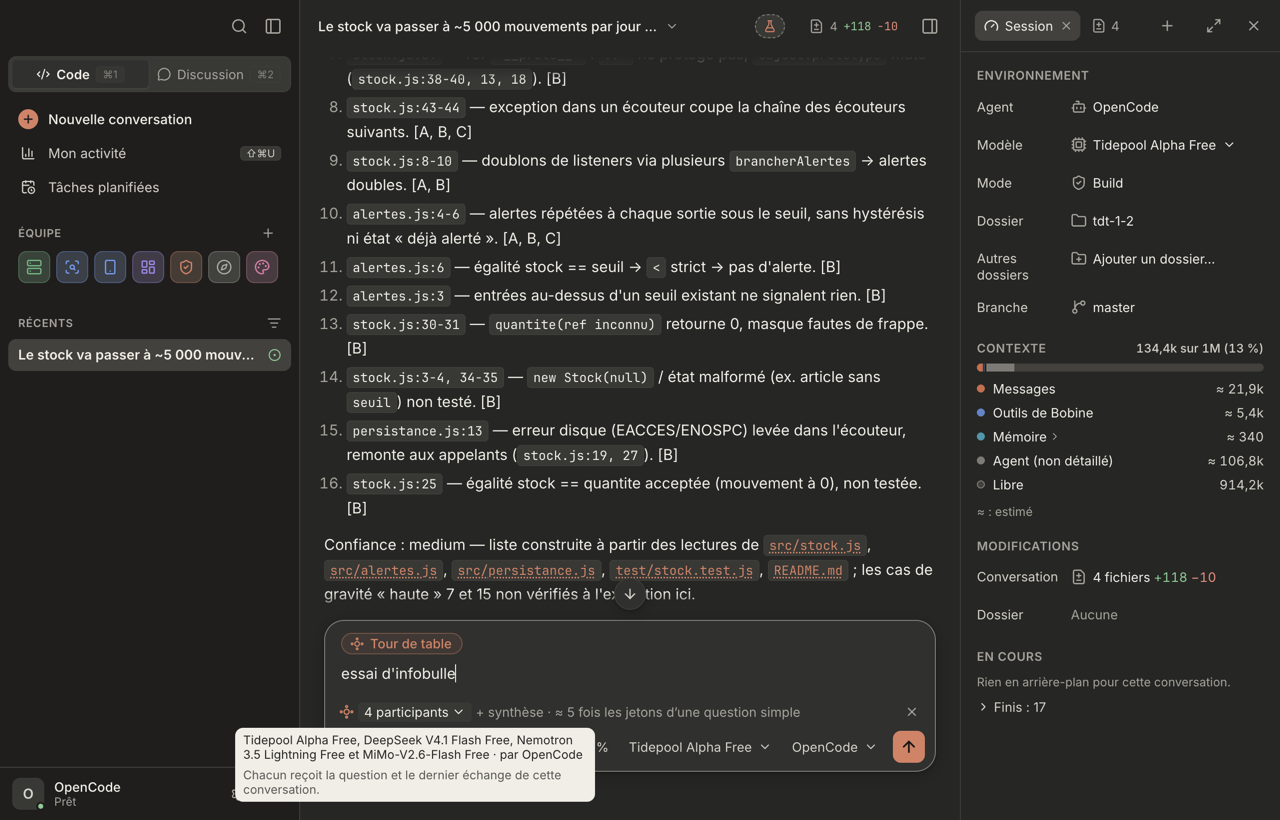 Code ⌘1
Discussion ⌘2
Nouvelle conversation
Mon activité ⇧⌘U
Tâches planifiées
ÉQUIPE
RÉCENTS
Le stock va passer à ~5 000 mouv...
OpenCode
Prêt
O
Le stock va passer à ~5 000 mouvements par jour ...
4 +118 -10
(stock.js:38-40, 13, 18). [B]
8. stock.js:43-44 — exception dans un écouteur coupe la chaîne des écouteurs
suivants. [A, B, C]
9. stock.js:8-10 — doublons de listeners via plusieurs brancherAlertes → alertes
doubles. [A, B]
10. alertes.js:4-6 — alertes répétées à chaque sortie sous le seuil, sans hystérésis
ni état « déjà alerté ». [A, B, C]
11. alertes.js:6 — égalité stock == seuil → < strict → pas d'alerte. [B]
12. alertes.js:3 — entrées au-dessus d'un seuil existant ne signalent rien. [B]
13. stock.js:30-31 — quantite(ref inconnu) retourne 0, masque fautes de frappe.
[B]
14. stock.js:3-4, 34-35 — new Stock(null) / état malformé (ex. article sans
seuil) non testé. [B]
15. persistance.js:13 — erreur disque (EACCES/ENOSPC) levée dans l'écouteur,
remonte aux appelants (stock.js:19, 27). [B]
16. stock.js:25 — égalité stock == quantite acceptée (mouvement à 0), non testée.
[B]
Confiance : medium — liste construite à partir des lectures de src/stock.js,
src/alertes.js, src/persistance.js, test/stock.test.js, README.md ; les cas de
gravité « haute » 7 et 15 non vérifiés à ici.
Tour de table
essai d'infobulle
4 participants + synthèse · ≈ 5 fois les jetons d’une question simple
% Tidepool Alpha Free OpenCode
Tidepool Alpha Free, DeepSeek V4.1 Flash Free, Nemotron
3.5 Lightning Free et MiMo-V2.6-Flash Free · par OpenCode
Chacun reçoit la question et le dernier échange de cette
conversation.
Session
4
ENVIRONNEMENT
Agent OpenCode
Modèle Tidepool Alpha Free
Mode Build
Dossier tdt-1-2
Autres dossiers Ajouter un dossier...
Branche master
CONTEXTE 134,4k sur 1M (13 %)
Messages ≈ 21,9k
Outils de Bobine ≈ 5,4k
Mémoire ≈ 340
Agent (non détaillé) ≈ 106,8k
Libre 914,2k
≈ : estimé
MODIFICATIONS
Conversation 4 fichiers +118 −10
Dossier Aucune
EN COURS
Rien en arrière-plan pour cette conversation.
Finis : 17